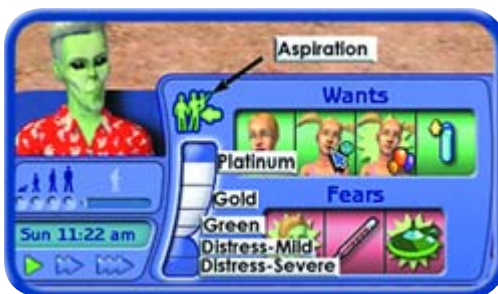 Aspiration
Wants
Platinum
Gold
Fears
Green
Sun 11:22 am
Distress-Mild
Distress-Severe